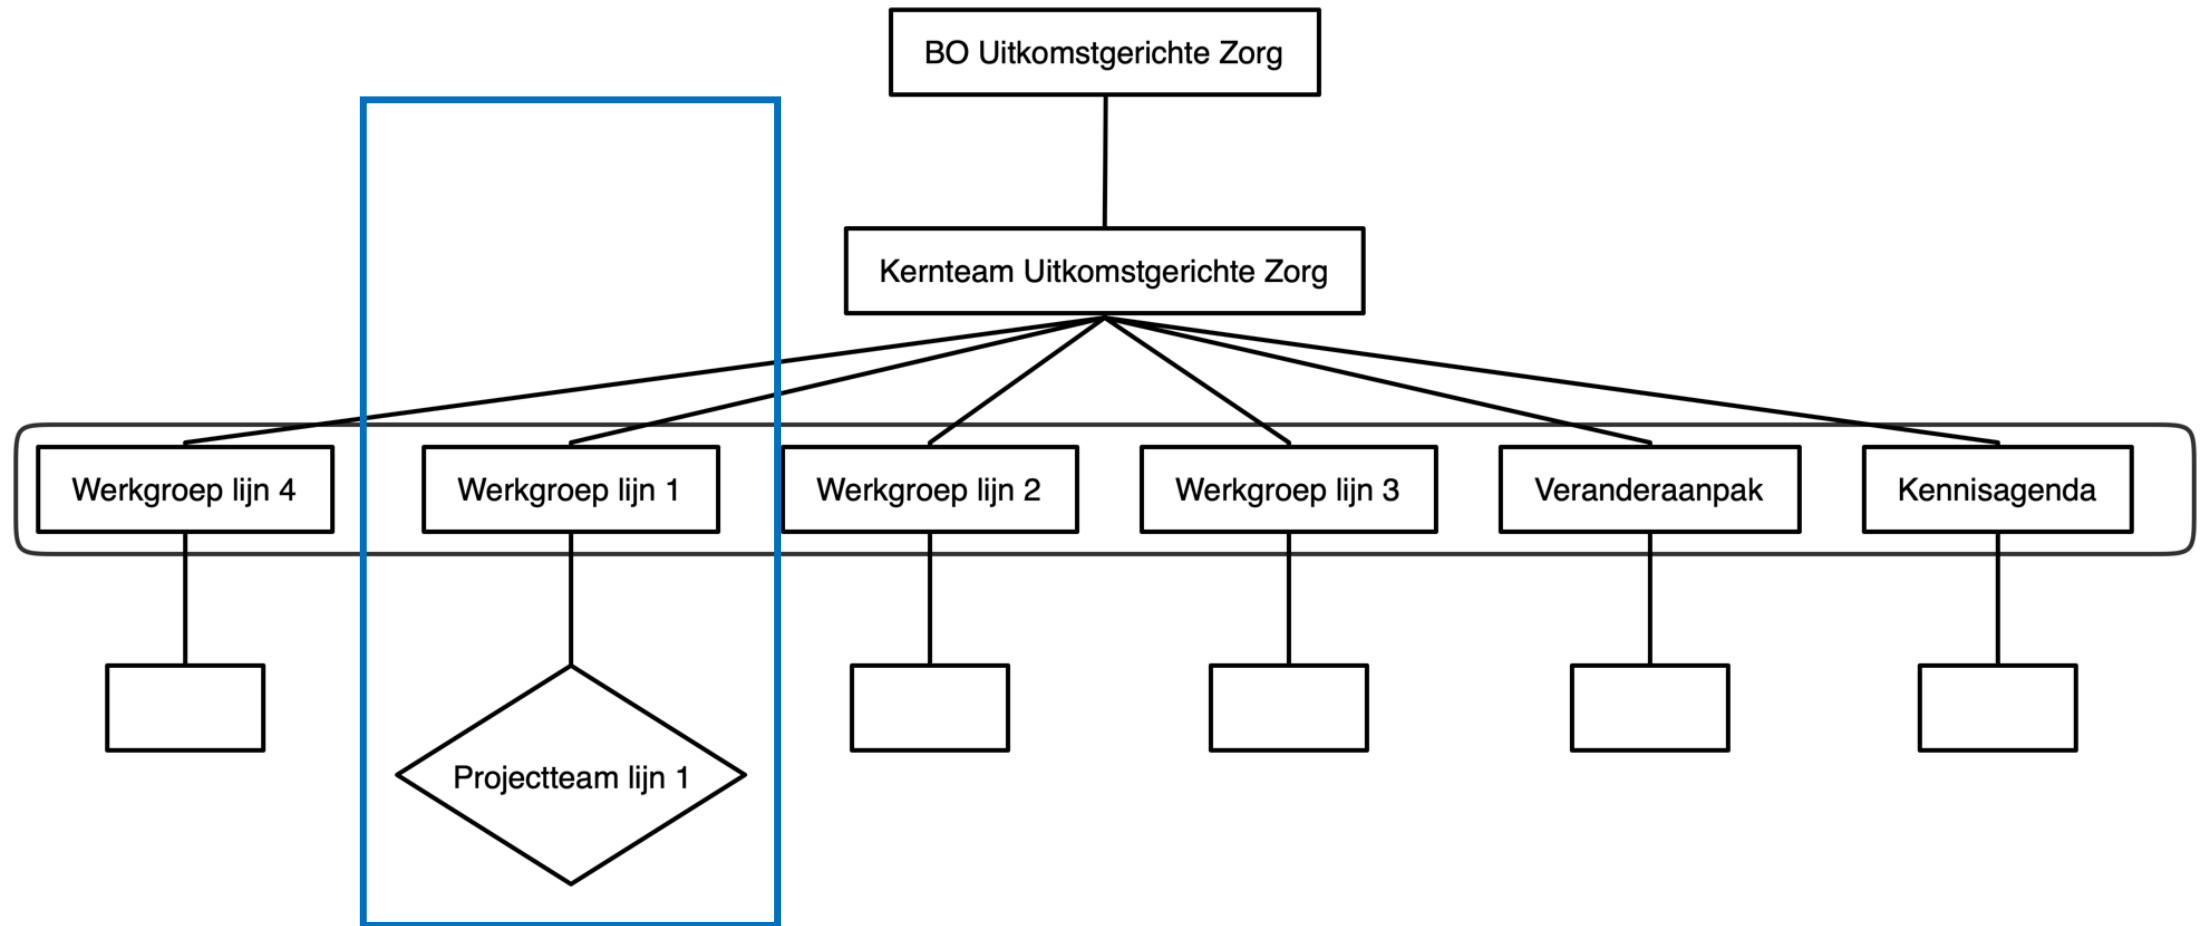 BO Uitkomstgerichte Zorg
Kernteam Uitkomstgerichte Zorg
Werkgroep lijn 4
Werkgroep lijn 1
Werkgroep lijn 2
Werkgroep lijn 3
Veranderaanpak
Kennisagenda
Projectteam lijn 1